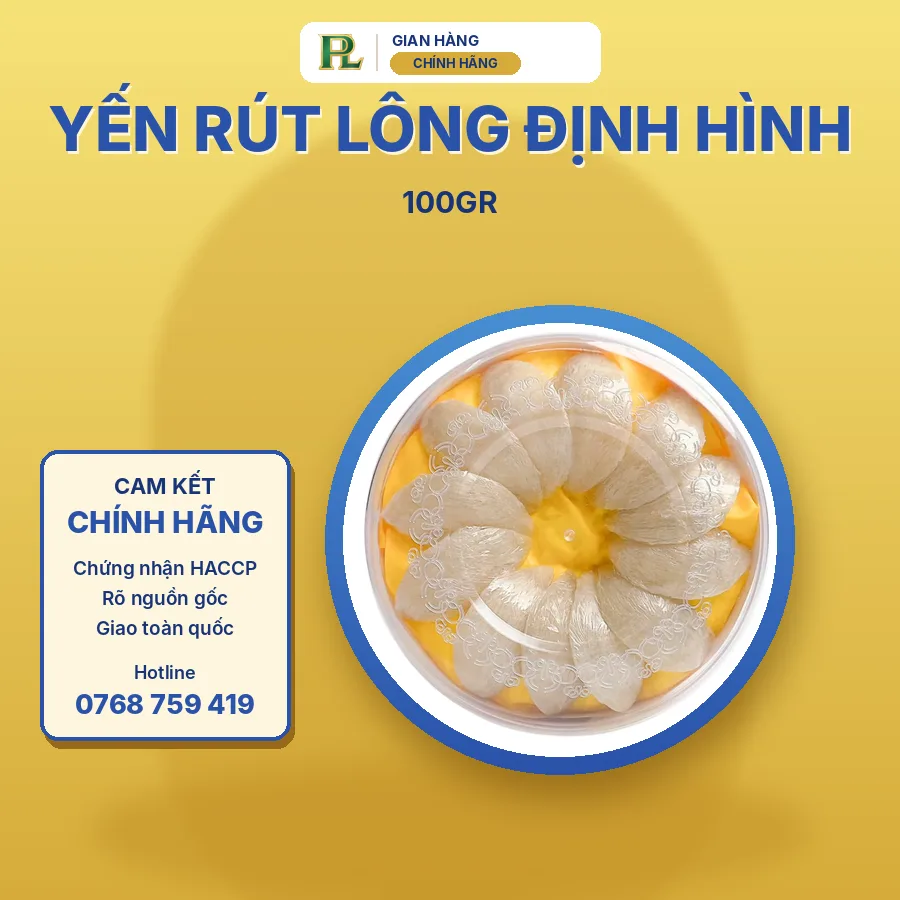 PL
GIAN HÀNG
CHÍNH HÃNG
YẾN RÚT LÔNG ĐỊNH HÌNH
100GR
CAM KẾT
CHÍNH HÃNG
Chứng nhận HACCP
Rõ nguồn gốc
Giao toàn quốc
Hotline
0768 759 419